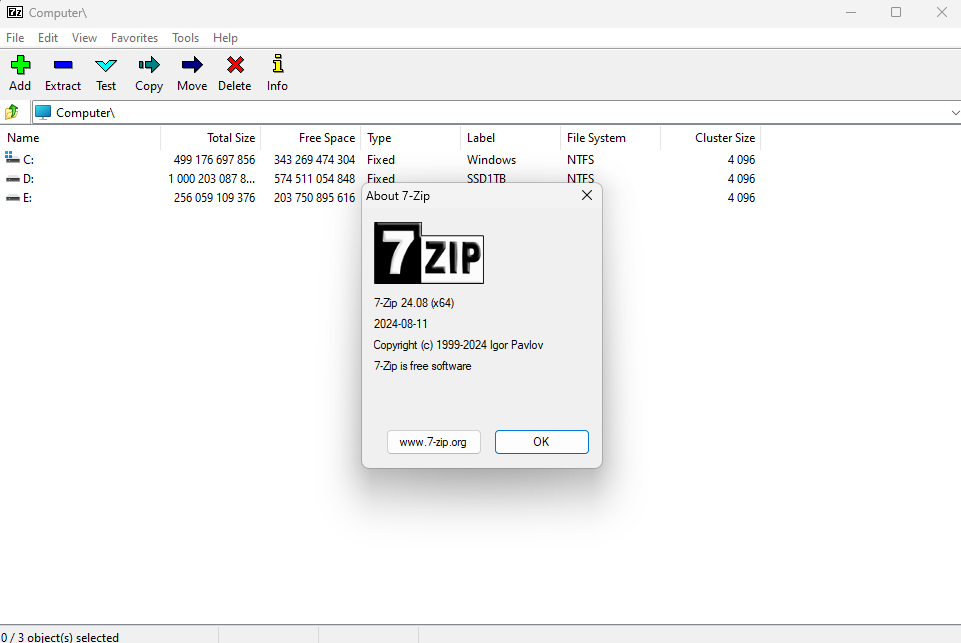 7z Computer\
File Edit View Favorites Tools Help
Add Extract Test Copy Move Delete Info
Computer\
Name Total Size Free Space Type Label File System Cluster Size
C: 499 176 697 856 343 269 474 304 Fixed Windows NTFS 4 096
D: 1 000 203 087 8... 574 511 054 848 Fixed SSD1TB NTFS 4 096
E: 256 059 109 376 203 750 895 616 4 096
About 7-Zip
7ZIP
7-Zip 24.08 (x64)
2024-08-11
Copyright (c) 1999-2024 Igor Pavlov
7-Zip is free software
www.7-zip.org OK
0 / 3 object(s) selected